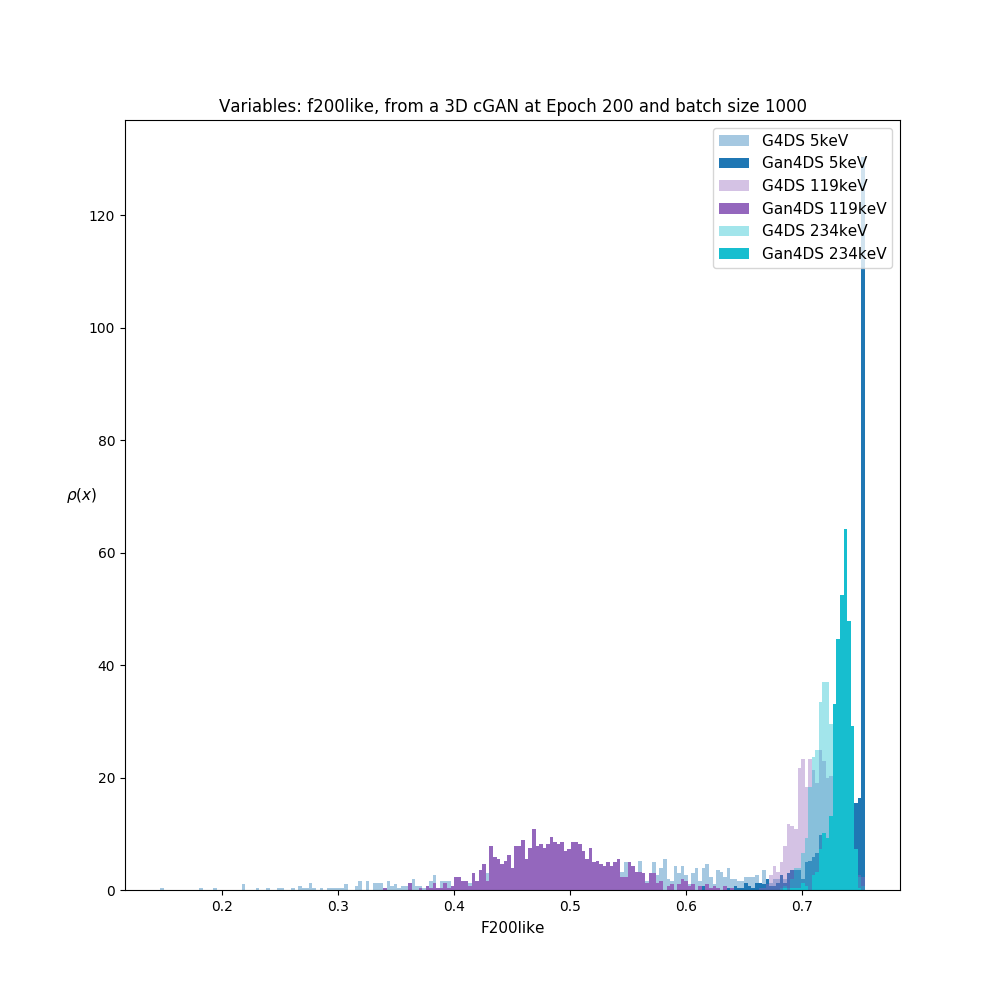 Variables: f200like, from a 3D cGAN at Epoch 200 and batch size 1000
G4DS 5keV
Gan4DS 5keV
G4DS 119keV
Gan4DS 119keV
G4DS 234keV
Gan4DS 234keV
120
100
80
ρ(x)
60
40
20
0
0.2 0.3 0.4 0.5 0.6 0.7
F200like